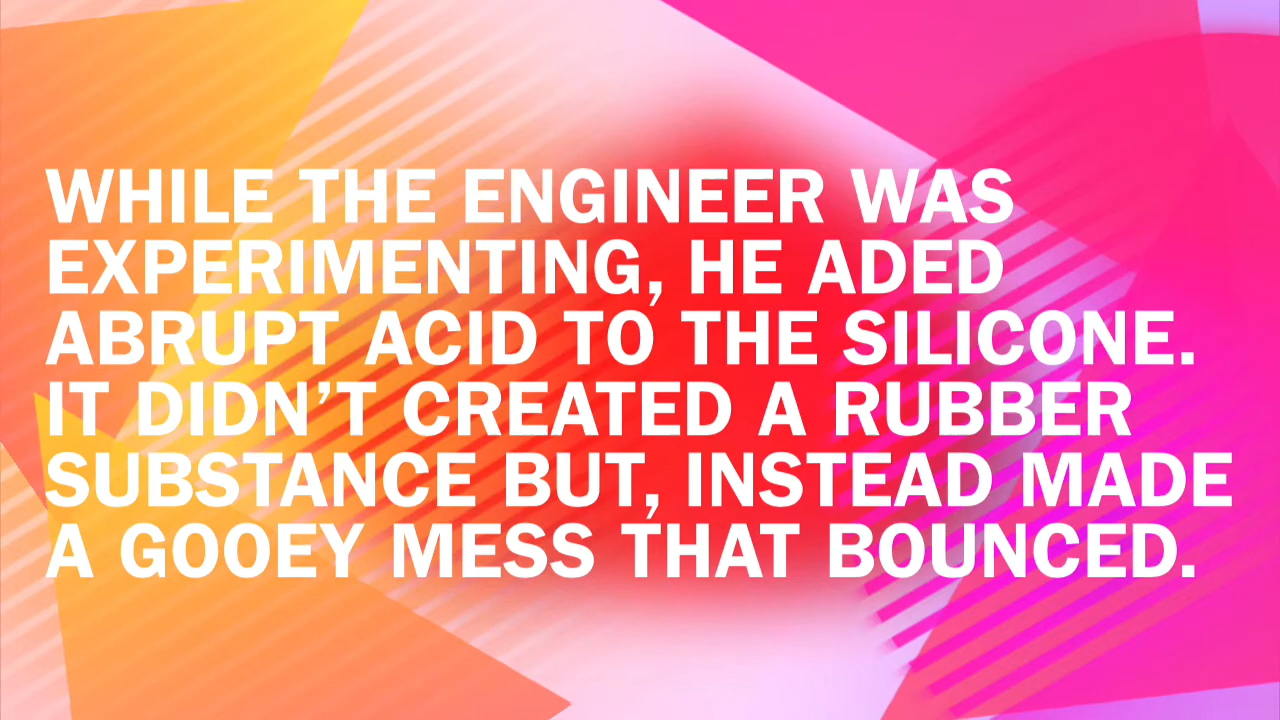 WHILE THE ENGINEER WAS
EXPERIMENTING, HE ADED
ABRUPT ACID TO THE SILICONE.
IT DIDN’T CREATED A RUBBER
SUBSTANCE BUT, INSTEAD MADE
A GOOEY MESS THAT BOUNCED.